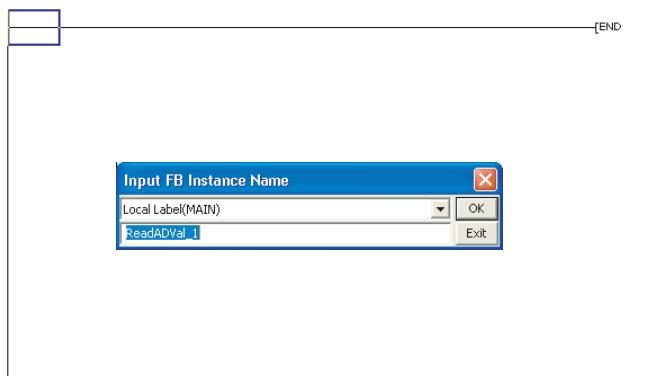 [END
Input FB Instance Name
Local Label(MAIN) OK
ReadADVal_1 Exit